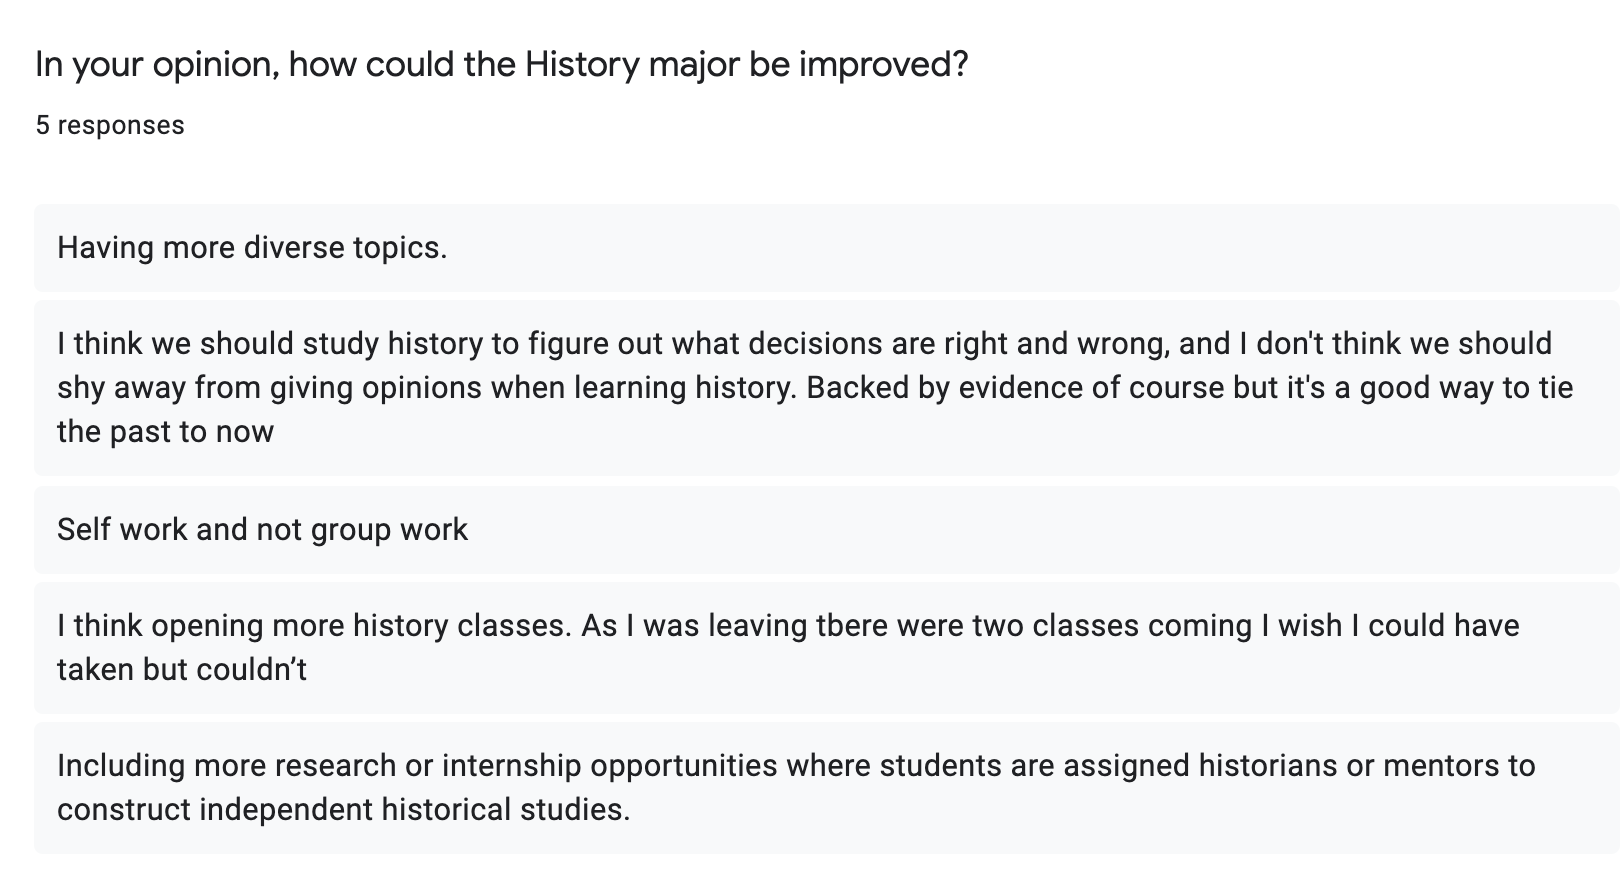 In your opinion, how could the History major be improved?
5 responses
Having more diverse topics.
I think we should study history to figure out what decisions are right and wrong, and I don't think we should
shy away from giving opinions when learning history. Backed by evidence of course but it's a good way to tie
the past to now
Self work and not group work
I think opening more history classes. As I was leaving tbere were two classes coming I wish I could have
taken but couldn’t
Including more research or internship opportunities where students are assigned historians or mentors to
construct independent historical studies.